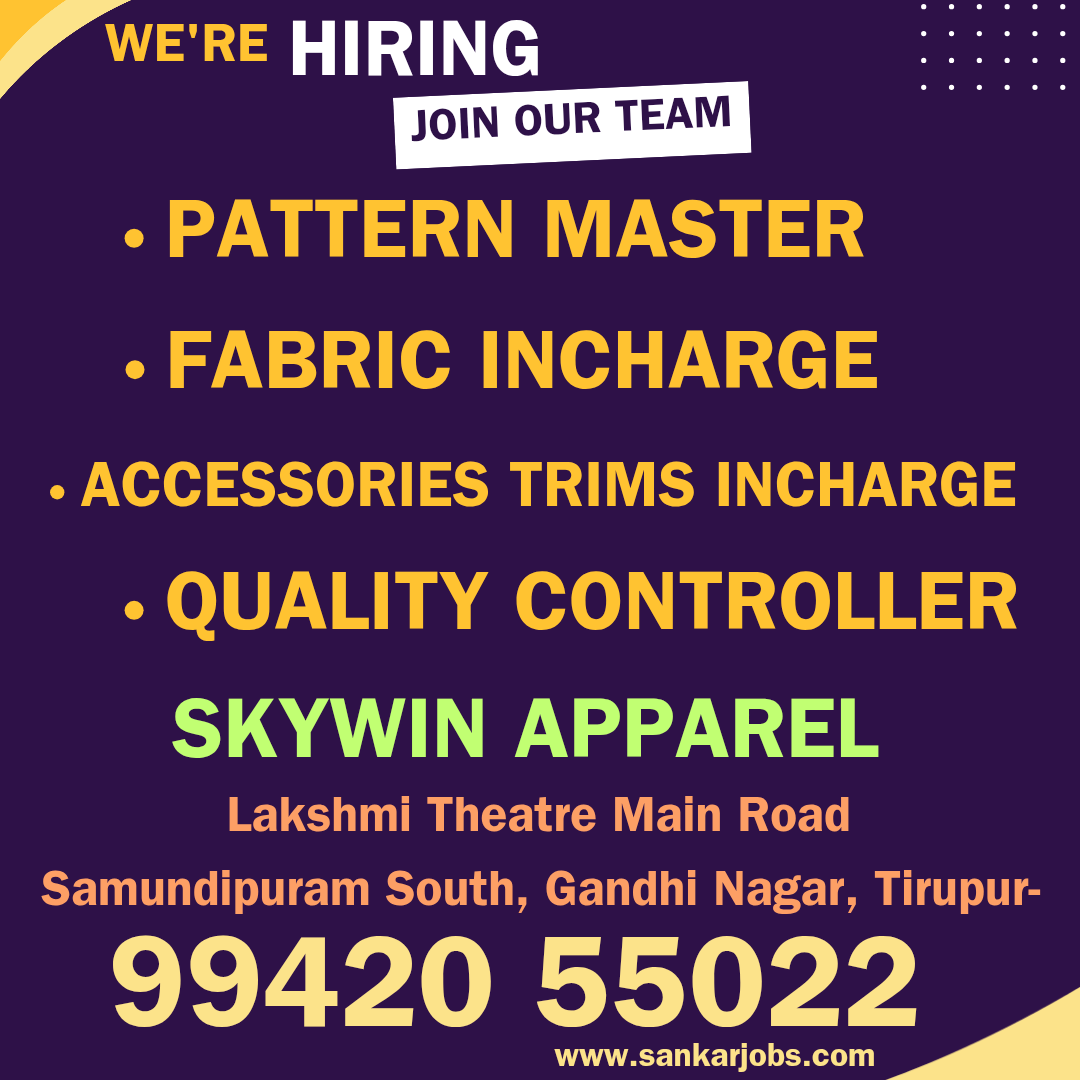 WE'RE HIRING
JOIN OUR TEAM
• PATTERN MASTER
• FABRIC INCHARGE
• ACCESSORIES TRIMS INCHARGE
• QUALITY CONTROLLER
SKYWIN APPAREL
Lakshmi Theatre Main Road
Samundipuram South, Gandhi Nagar, Tirupur-
99420 55022
www.sankarjobs.com